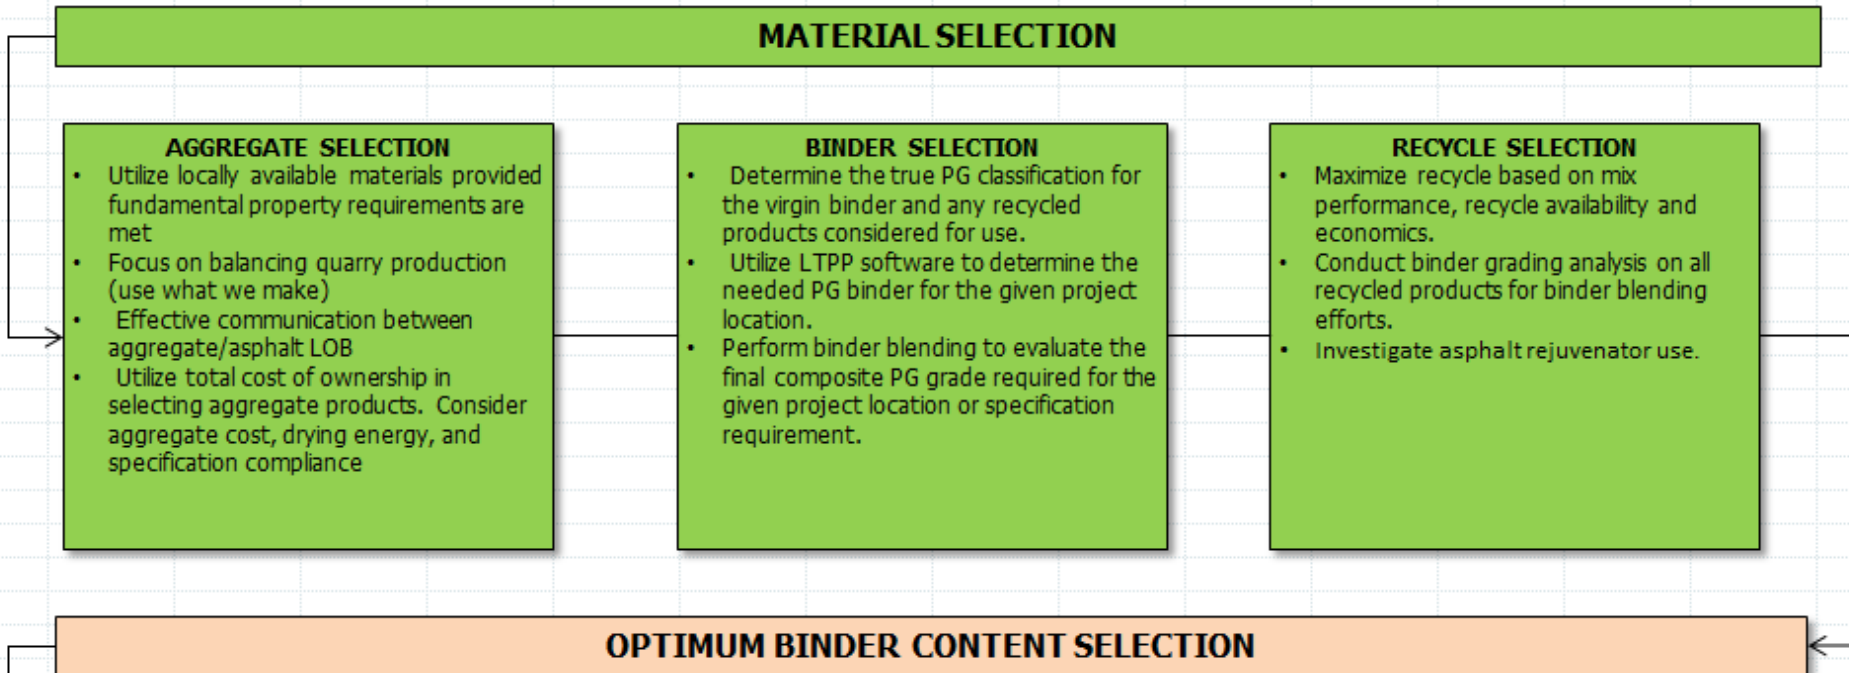 MATERIAL SELECTION
AGGREGATE SELECTION
• Utilize locally available materials provided
fundamental property requirements are
met
• Focus on balancing quarry production
(use what we make)
• Effective communication between
aggregate/asphalt LOB
• Utilize total cost of ownership in
selecting aggregate products. Consider
aggregate cost, drying energy, and
specification compliance
BINDER SELECTION
• Determine the true PG classification for
the virgin binder and any recycled
products considered for use.
• Utilize LTPP software to determine the
needed PG binder for the given project
location.
• Perform binder blending to evaluate the
final composite PG grade required for the
given project location or specification
requirement.
RECYCLE SELECTION
• Maximize recycle based on mix
performance, recycle availability and
economics.
• Conduct binder grading analysis on all
recycled products for binder blending
efforts.
• Investigate asphalt rejuvenator use.
OPTIMUM BINDER CONTENT SELECTION